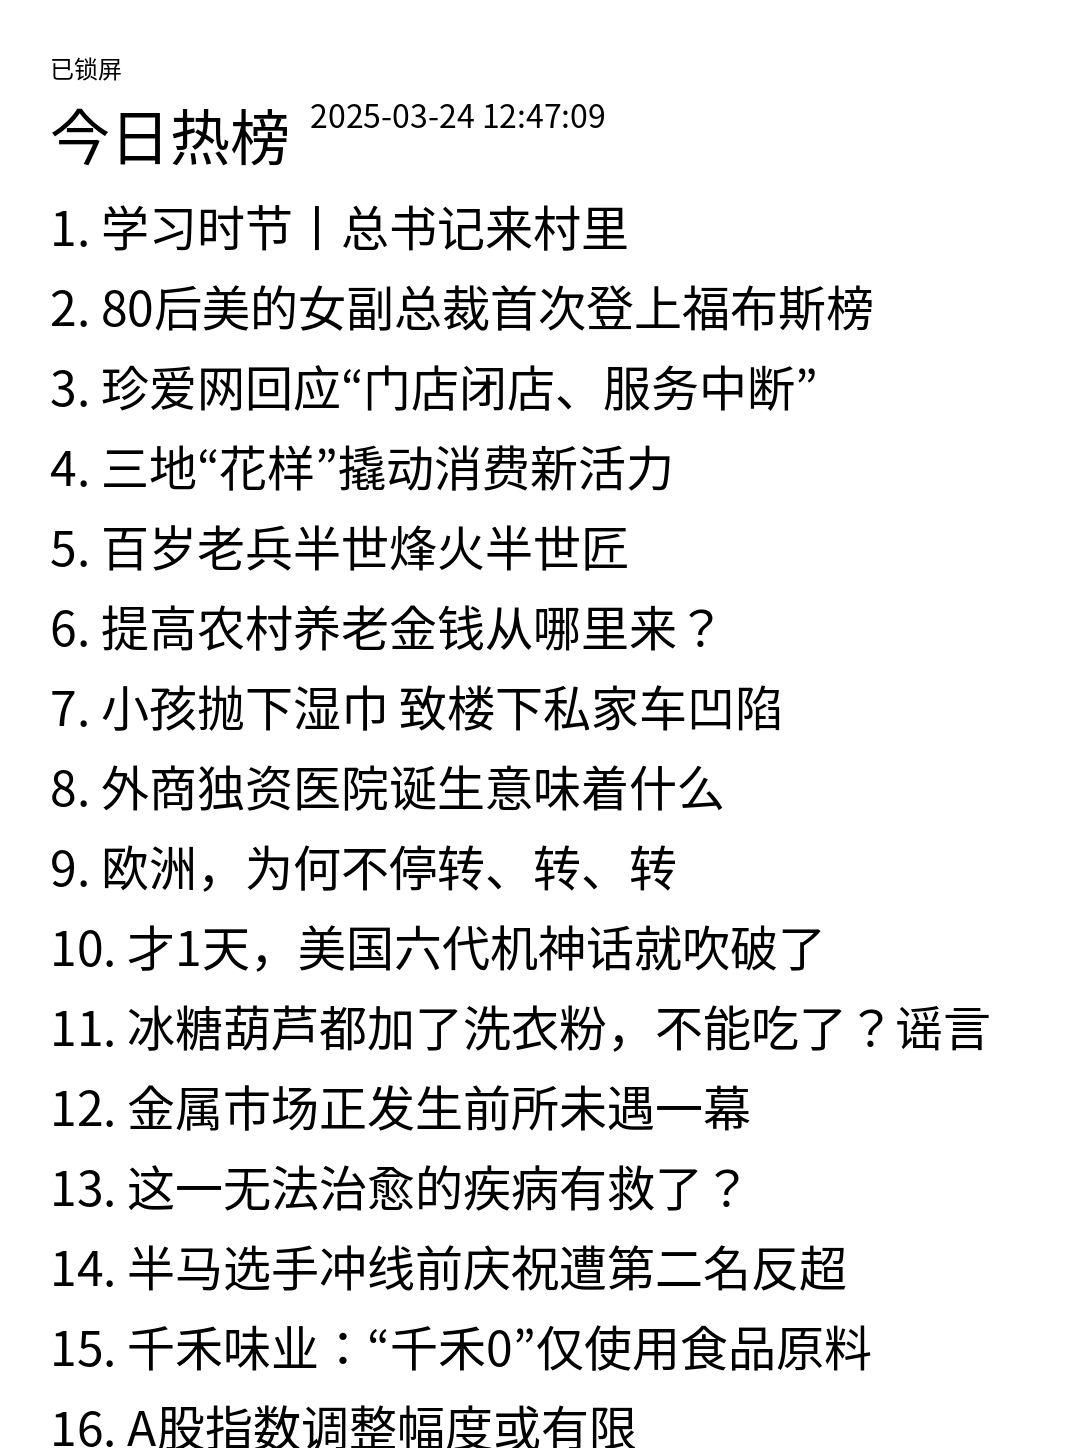 已锁屏
今日热榜 2025-03-24 12:47:09
1. 学习时节丨总书记来村里
2. 80后美的女副总裁首次登上福布斯榜
3. 珍爱网回应“门店闭店、服务中断”
4. 三地“花样”撬动消费新活力
5. 百岁老兵半世烽火半世匠
6. 提高农村养老金钱从哪里来？
7. 小孩抛下湿巾 致楼下私家车凹陷
8. 外商独资医院诞生意味着什么
9. 欧洲，为何不停转、转、转
10. 才1天，美国六代机神话就吹破了
11. 冰糖葫芦都加了洗衣粉，不能吃了？谣言
12. 金属市场正发生前所未遇一幕
13. 这一无法治愈的疾病有救了？
14. 半马选手冲线前庆祝遭第二名反超
15. 千禾味业：“千禾0”仅使用食品原料
16. A股指数调整幅度或有限